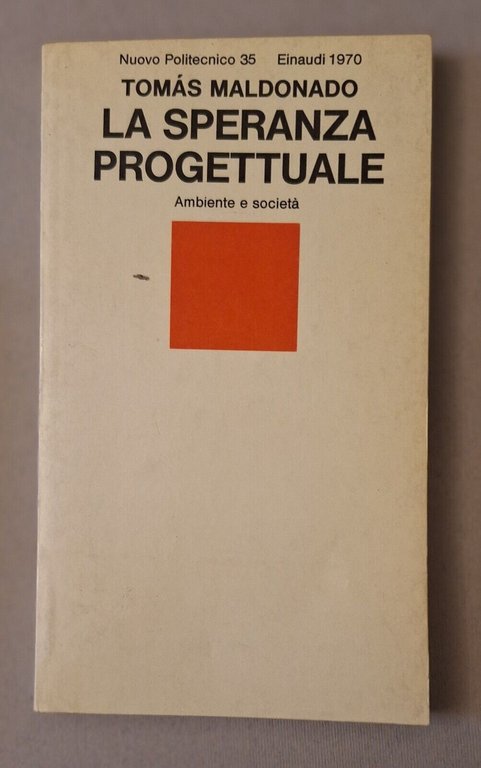 Nuovo Politecnico 35 Einaudi 1970
TOMÁS MALDONADO
LA SPERANZA
PROGETTUALE
Ambiente e società